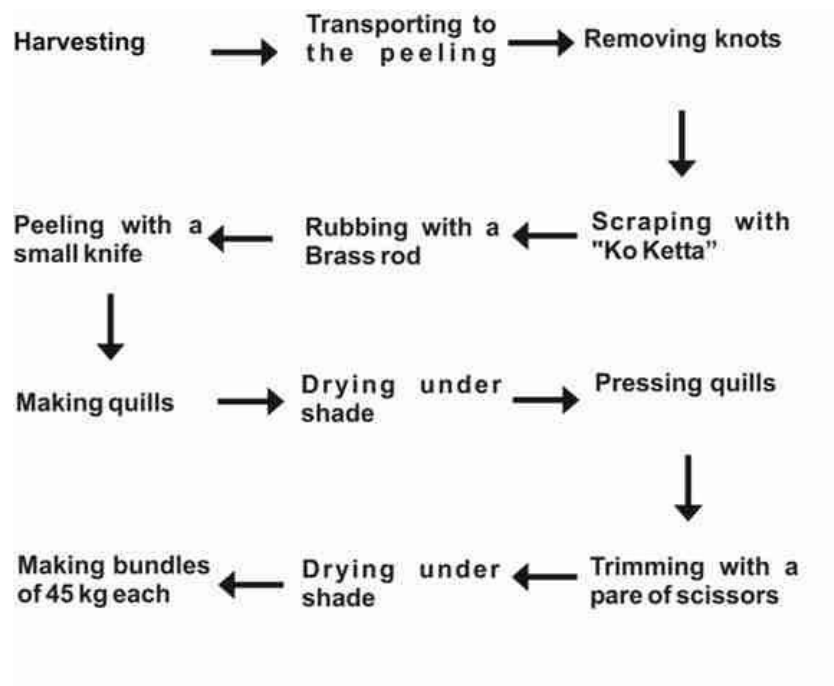 Harvesting
Transporting to
the peeling
Removing knots
Scraping with
"Ko Ketta”
Rubbing with a
Brass rod
Peeling with a
small knife
Making quills
Drying under
shade
Pressing quills
Trimming with a
pare of scissors
Drying under
shade
Making bundles
of 45 kg each